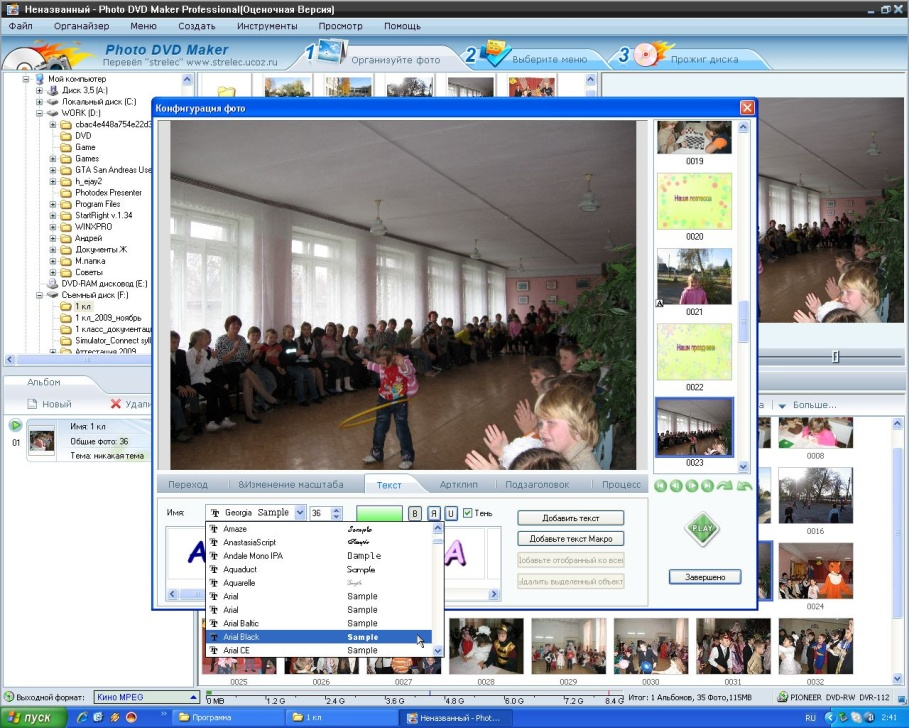 Неназванный - Photo DVD Maker Professional(Оценочная Версия)
Файл Органайзер Меню Создать Инструменты Просмотр Помощь
Photo DVD Maker
Перевёл "strelec" www.strelec.ucoz.ru
1 Организуйте фото
2 Выберите меню
3 Прожиг диска
Мой компьютер
Диск 3,5 (A:)
Локальный диск (C:)
WORK (D:)
cbac4e448a754e22d3
DVD
Game
Games
GTA San Andreas Use
h_ejay2
Photodex Presenter
Program Files
StartRight v.1.34
WINXPRO
Андрей
Документы Ж
М.папка
Советы
DVD-RAM дисковод (E:)
Съемный диск (F:)
1 кл
1 кл_2009_ноябрь
1 класс_документац
Simulator_Connect syll
Аттестация 2009
Альбом
Новый Удали
01
Имя: 1 кл
Общие фото: 36
Тема: никакая тема
Конфигурация фото
0019
Наши
0020
A
0021
Наши праздники
0022
0023
Переход &Изменение масштаба Текст Артклип Подзаголовок Процесс
Имя: Georgia Sample 36 B Я U Тень
Amaze Sample
AnastasiaScript
Andale Mono IPA Dample
Aquaduct Sample
Aquarelle
Arial Sample
Arial Sample
Arial Baltic Sample
Arial Black Sample
Arial CE Sample
A
A
Добавить текст
Добавьте текст Макро
Добавьте отобранный ко все
Удалить выделенный объект
PLAY
Завершено
а Больше...
0008
0016
0024
0025 0026 0027 0028 0029 0030 0031 0032
Выходной формат: Кино MPEG
0 MB 1.2 G 2.4 G 3.6 G 4.8 G 6.0 G 7.2 G 8.4 G
Итог: 1 Альбомов, 35 Фото,115MB
PIONEER DVD-RW DVR-112
пуск
Программа
1 кл
Неназванный - Phot...
RU
2:41